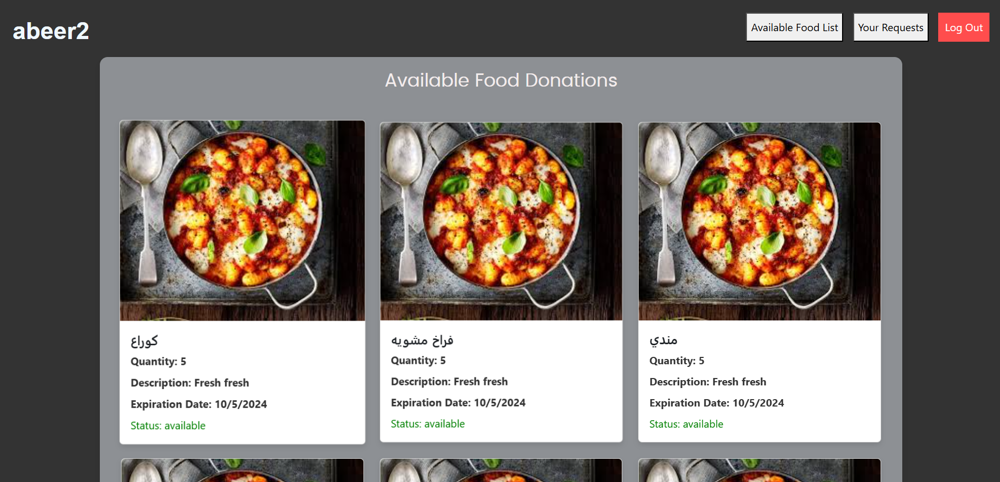 abeer2
Available Food List
Your Requests
Log Out
Available Food Donations
كوراع
Quantity: 5
Description: Fresh fresh
Expiration Date: 10/5/2024
Status: available
فراخ مشويه
Quantity: 5
Description: Fresh fresh
Expiration Date: 10/5/2024
Status: available
مندي
Quantity: 5
Description: Fresh fresh
Expiration Date: 10/5/2024
Status: available